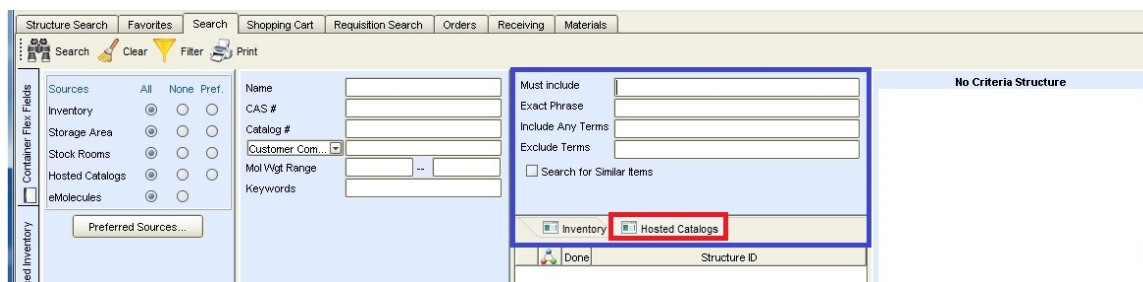 Structure Search Favorites Search Shopping Cart Requisition Search Orders Receiving Materials
Search Clear Filter Print
Container Flex Fields
Sources All None Pref.
Inventory
Storage Area
Stock Rooms
Hosted Catalogs
eMolecules
Preferred Sources...
Name
CAS #
Catalog #
Customer Com...
Mol Wgt Range --
Keywords
Must include
Exact Phrase
Include Any Terms
Exclude Terms
Search for Similar Items
Inventory Hosted Catalogs
Done Structure ID
No Criteria Structure
Inventory